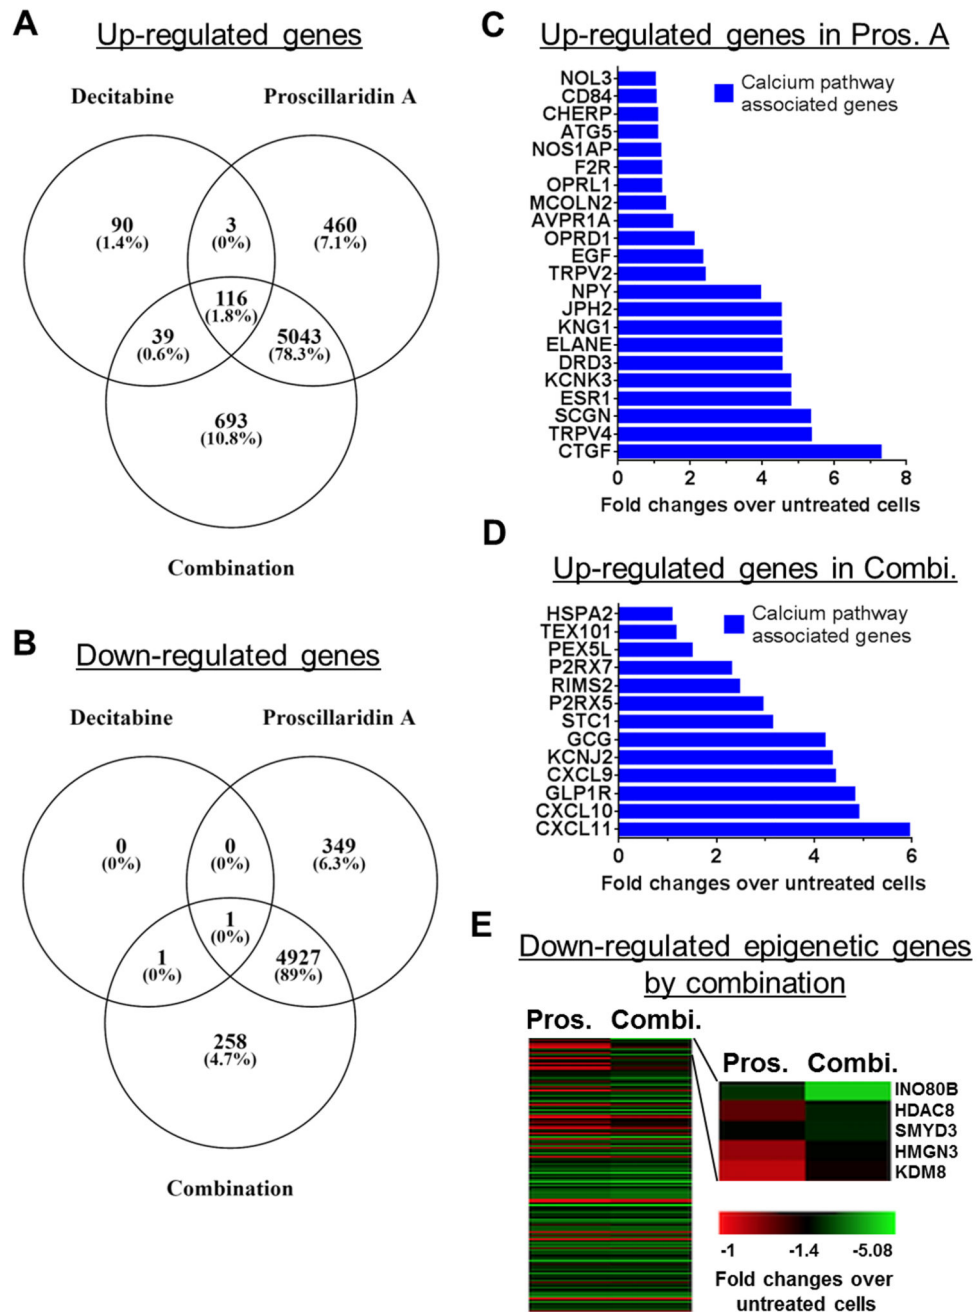 A
Up-regulated genes
Decitabine
Proscillaridin A
90
(1.4%)
3
(0%)
460
(7.1%)
116
(1.8%)
39
(0.6%)
5043
(78.3%)
693
(10.8%)
Combination
B
Down-regulated genes
Decitabine
Proscillaridin A
0
(0%)
0
(0%)
349
(6.3%)
1
(0%)
1
(0%)
4927
(89%)
258
(4.7%)
Combination
C
Up-regulated genes in Pros. A
Calcium pathway
associated genes
NOL3
CD84
CHERP
ATG5
NOS1AP
F2R
OPRL1
MCOLN2
AVPR1A
OPRD1
EGF
TRPV2
NPY
JPH2
KNG1
ELANE
DRD3
KCNK3
ESR1
SCGN
TRPV4
CTGF
0 2 4 6 8
Fold changes over untreated cells
D
Up-regulated genes in Combi.
Calcium pathway
associated genes
HSPA2
TEX101
PEX5L
P2RX7
RIMS2
P2RX5
STC1
GCG
KCNJ2
CXCL9
GLP1R
CXCL10
CXCL11
0 2 4 6
Fold changes over untreated cells
E
Down-regulated epigenetic genes
by combination
Pros. Combi.
Pros. Combi.
INO80B
HDAC8
SMYD3
HMGN3
KDM8
-1 -1.4 -5.08
Fold changes over
untreated cells